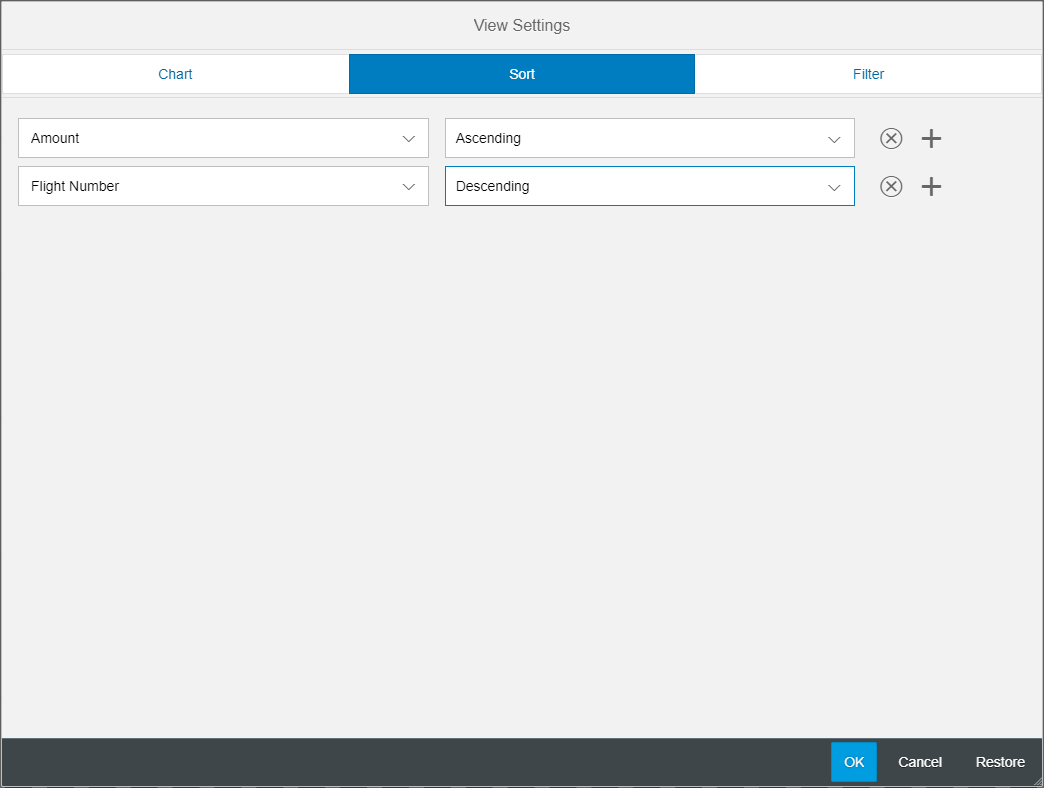 View Settings
Chart Sort Filter
Amount Ascending
Flight Number Descending
OK Cancel Restore